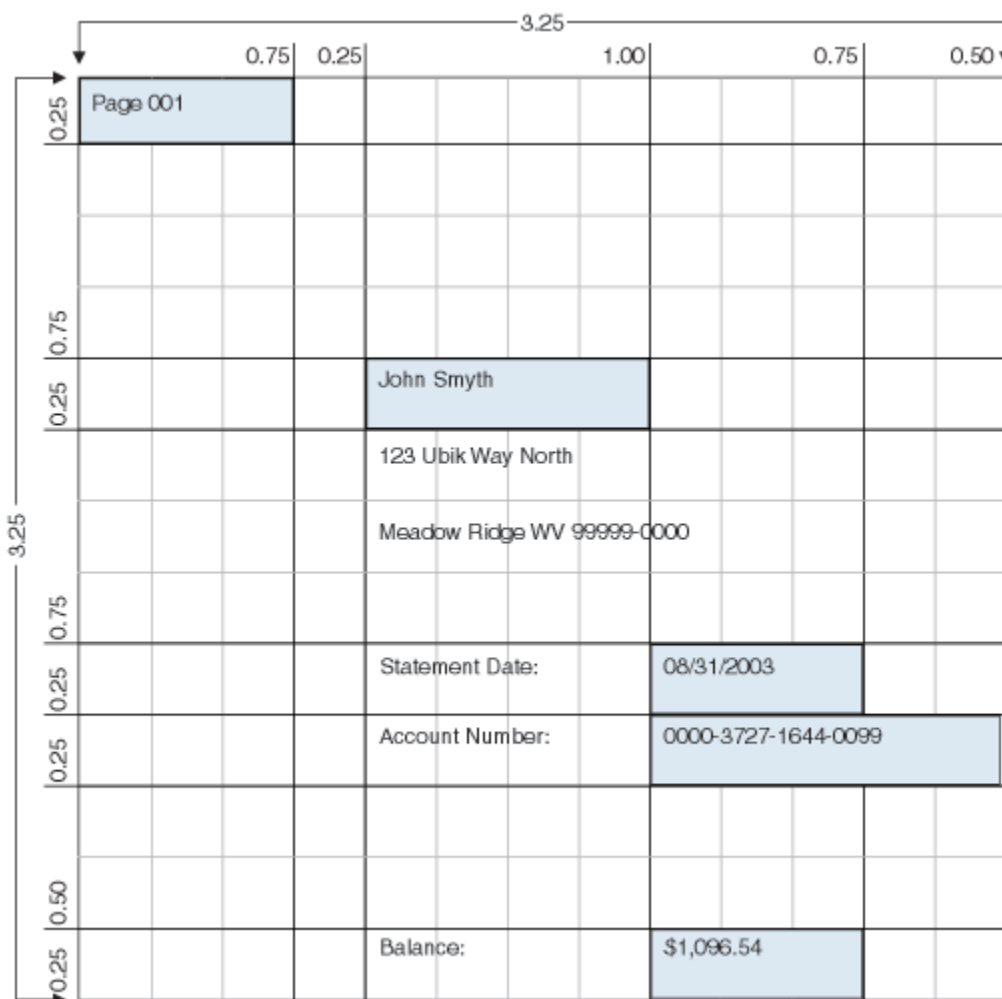 3.25
0.75 0.25 1.00 0.75 0.50
0.25
Page 001
0.75
0.25
John Smyth
123 Ubik Way North
3.25
Meadow Ridge WV 99999-0000
0.75
0.25
Statement Date: 08/31/2003
0.25
Account Number: 0000-3727-1644-0099
0.50
0.25
Balance: $1,096.54